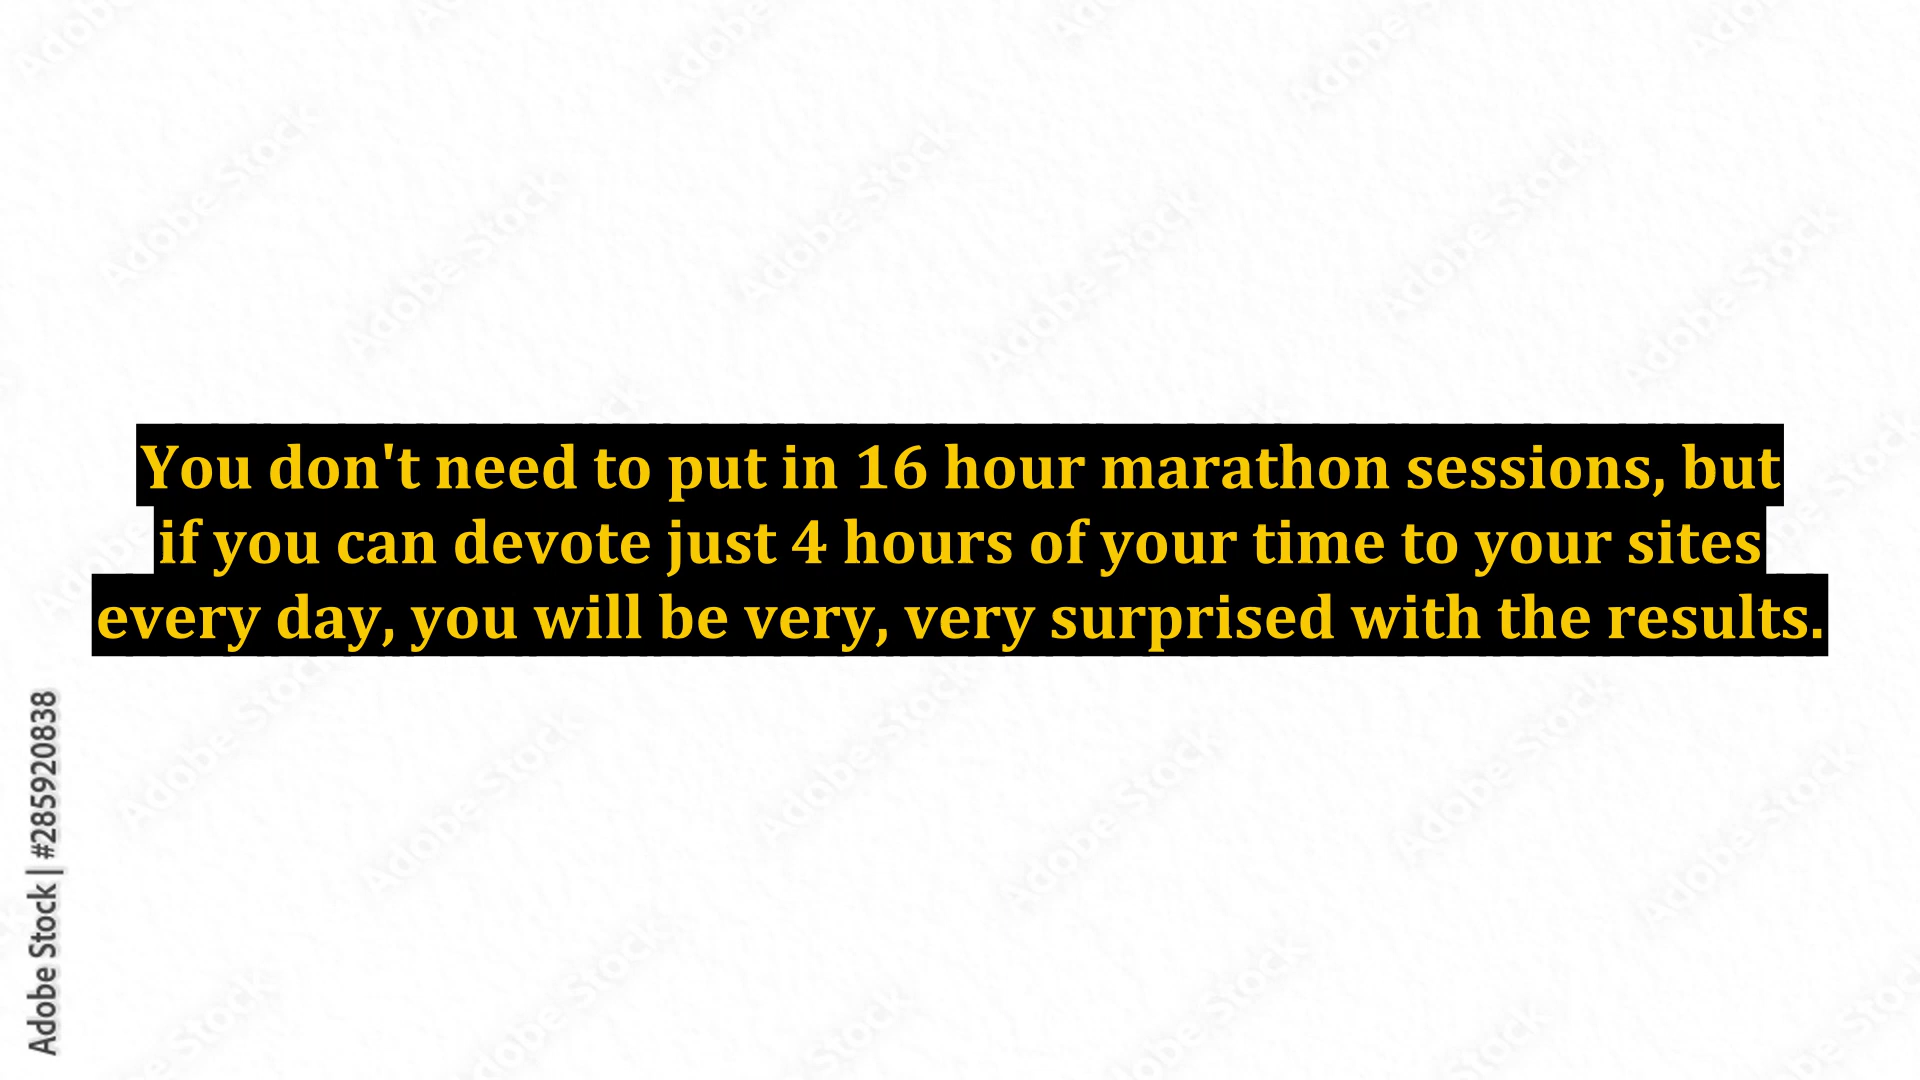 You don't need to put in 16 hour marathon sessions, but
if you can devote just 4 hours of your time to your sites
every day, you will be very, very surprised with the results.
Adobe Stock | #285920838